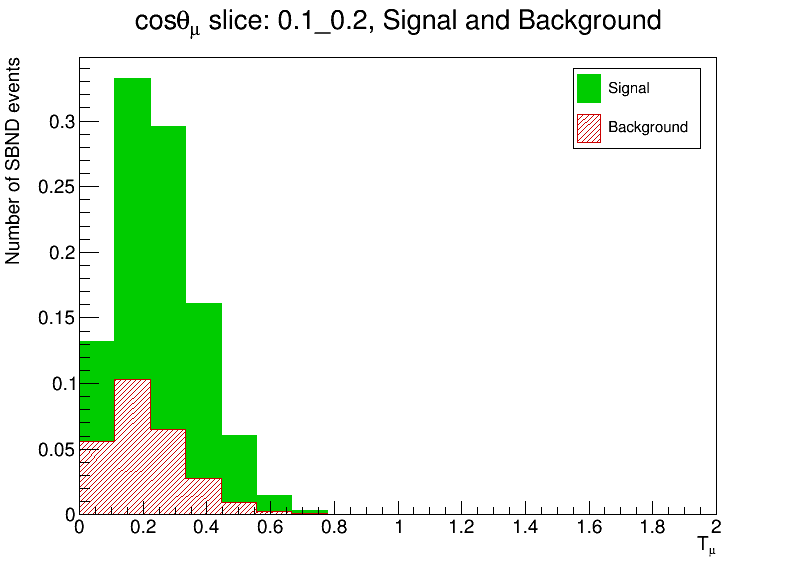 cosθμ slice: 0.1_0.2, Signal and Background
Number of SBND events
Signal
Background
0.3
0.25
0.2
0.15
0.1
0.05
0
0 0.2 0.4 0.6 0.8 1 1.2 1.4 1.6 1.8 2
Tμ